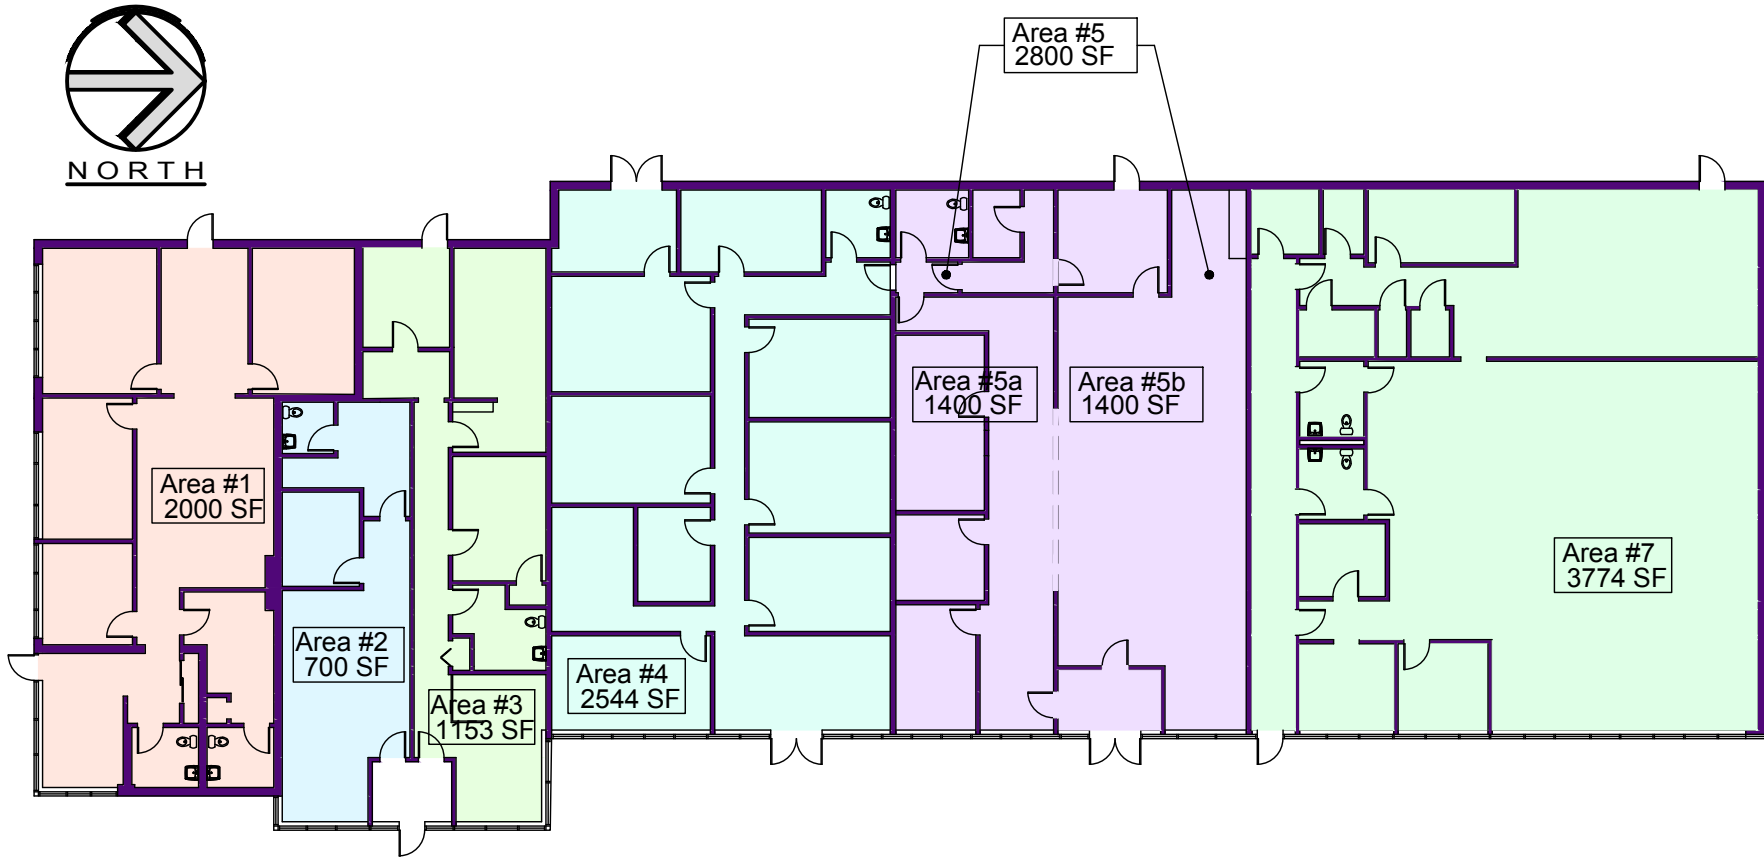 NORTH
Area #5
2800 SF
Area #5a
1400 SF
Area #5b
1400 SF
Area #1
2000 SF
Area #7
3774 SF
Area #2
700 SF
Area #4
2544 SF
Area #3
1153 SF